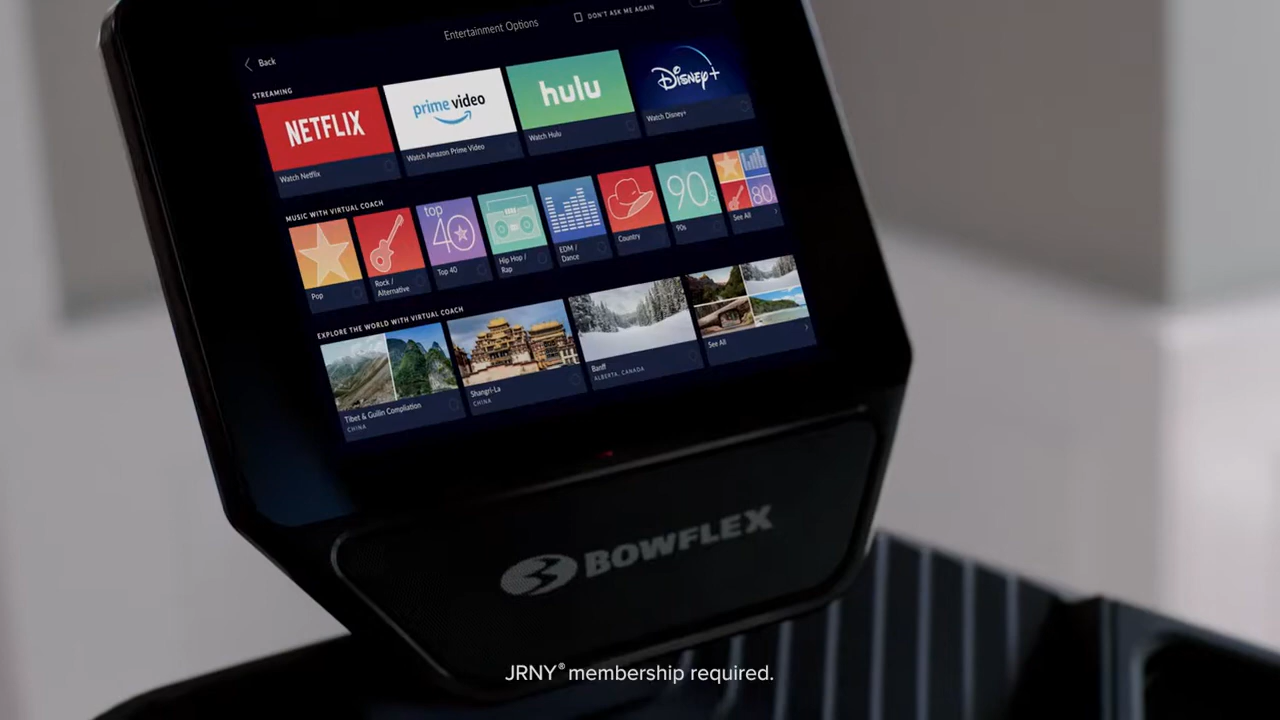 Entertainment Options
DON'T ASK ME AGAIN
Back
STREAMING
NETFLIX
prime video
hulu
Disney+
Watch Netflix
Watch Amazon Prime Video
Watch Hulu
Watch Disney+
MUSIC WITH VIRTUAL COACH
top
40
90s
80
Pop
Rock /
Alternative
Top 40
Hip Hop /
Rap
EDM /
Dance
Country
90s
See All
EXPLORE THE WORLD WITH VIRTUAL COACH
Tibet & Guilin Compilation
CHINA
Shangri-La
CHINA
Banff
ALBERTA, CANADA
See All
BOWFLEX
JRNY® membership required.